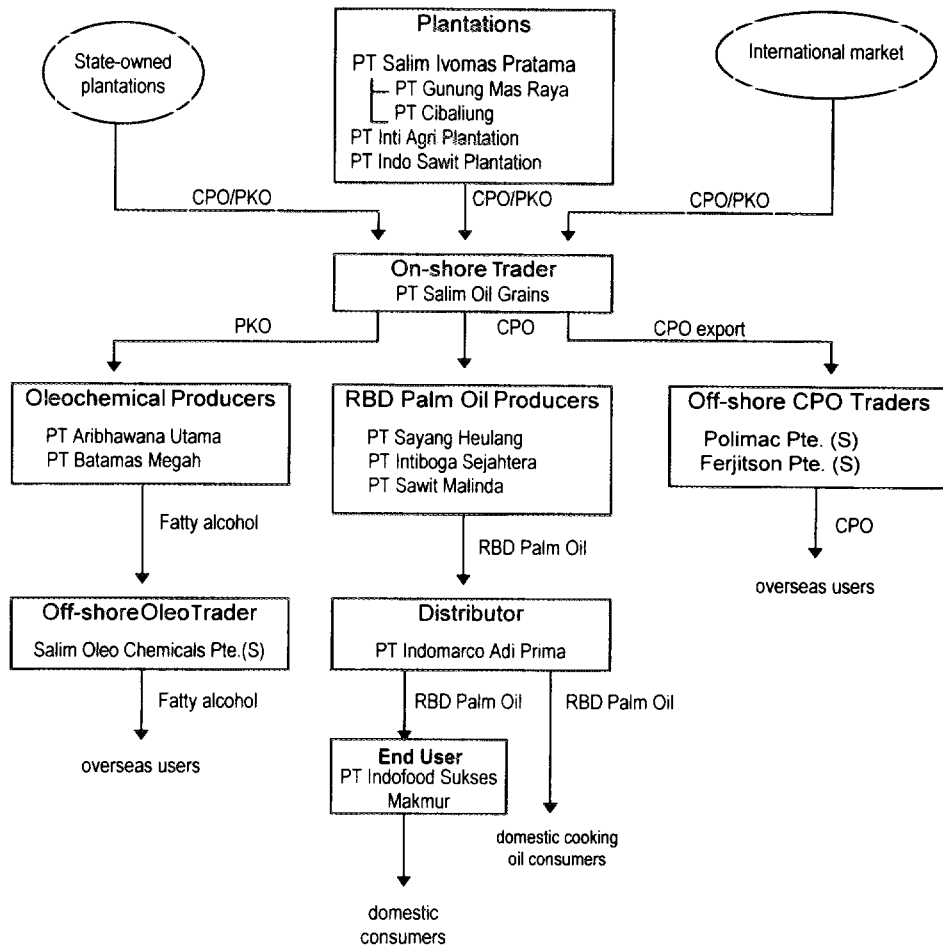 Plantations
State-owned
plantations
PT Salim Ivomas Pratama
PT Gunung Mas Raya
PT Cibaliung
PT Inti Agri Plantation
PT Indo Sawit Plantation
International market
CPO/PKO
CPO/PKO
CPO/PKO
On-shore Trader
PT Salim Oil Grains
PKO
CPO
CPO export
Oleochemical Producers
PT Aribhawana Utama
PT Batamas Megah
RBD Palm Oil Producers
PT Sayang Heulang
PT Intiboga Sejahtera
PT Sawit Malinda
Off-shore CPO Traders
Polimac Pte. (S)
Ferjitson Pte. (S)
Fatty alcohol
RBD Palm Oil
CPO
overseas users
Off-shore Oleo Trader
Salim Oleo Chemicals Pte.(S)
Distributor
PT Indomarco Adi Prima
Fatty alcohol
RBD Palm Oil
RBD Palm Oil
overseas users
End User
PT Indofood Sukses
Makmur
domestic cooking
oil consumers
domestic
consumers